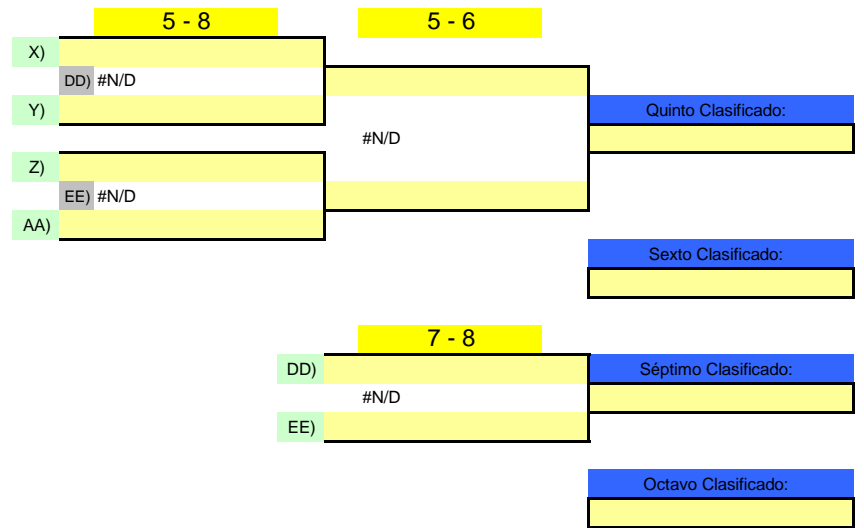 5 - 8 5 - 6
X)
DD) #N/D
Y) Quinto Clasificado:
#N/D
Z)
EE) #N/D
AA)
Sexto Clasificado:
7 - 8
DD) Séptimo Clasificado:
#N/D
EE)
Octavo Clasificado: